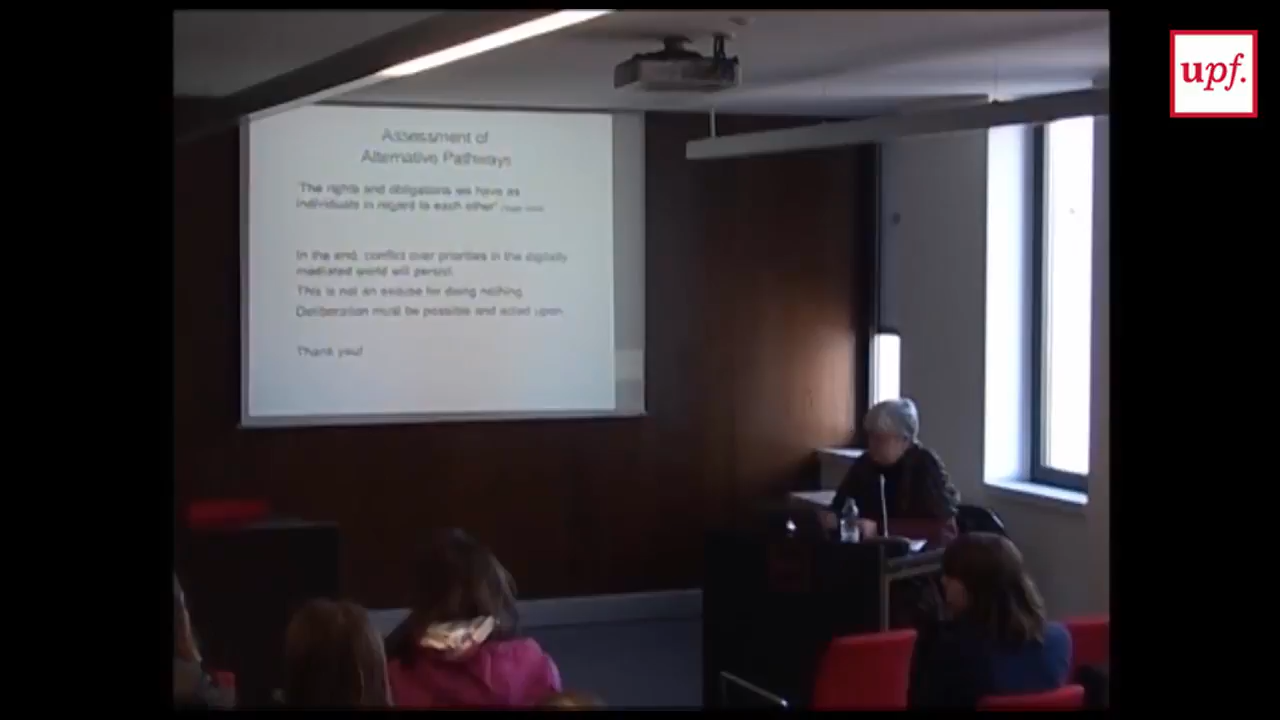 upf.
Assessment of
Alternative Pathways
"The rights and obligations we have as
individuals in regard to each other"
In the end, conflict over priorities in the digitally
mediated world will persist.
This is not an excuse for doing nothing.
Deliberation must be possible and acted upon.
Thank you!